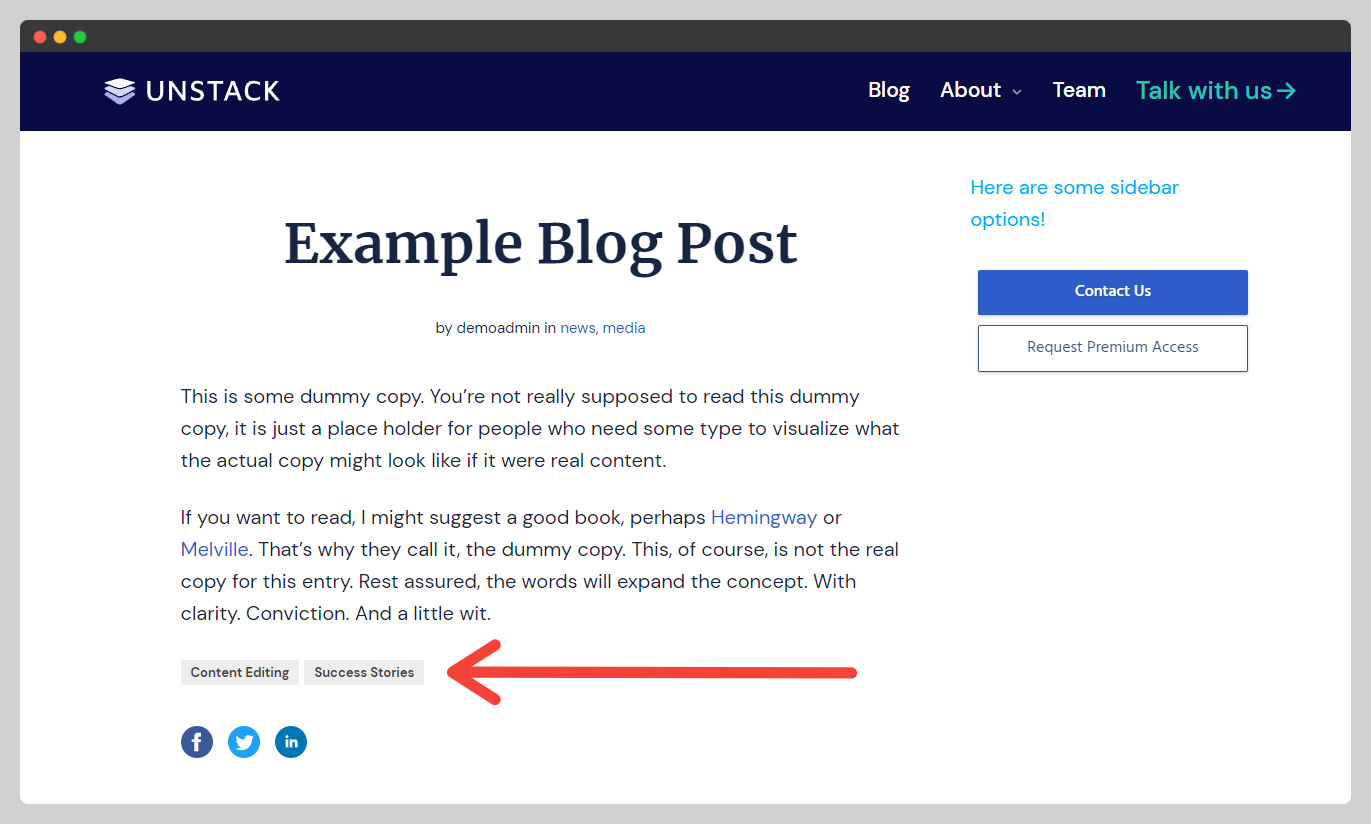 UNSTACK
Blog
About
Team
Talk with us
Here are some sidebar
options!
Contact Us
Request Premium Access
Example Blog Post
by demoadmin in news, media
This is some dummy copy. You’re not really supposed to read this dummy
copy, it is just a place holder for people who need some type to visualize what
the actual copy might look like if it were real content.
If you want to read, I might suggest a good book, perhaps Hemingway or
Melville. That’s why they call it, the dummy copy. This, of course, is not the real
copy for this entry. Rest assured, the words will expand the concept. With
clarity. Conviction. And a little wit.
Content Editing
Success Stories
f
in